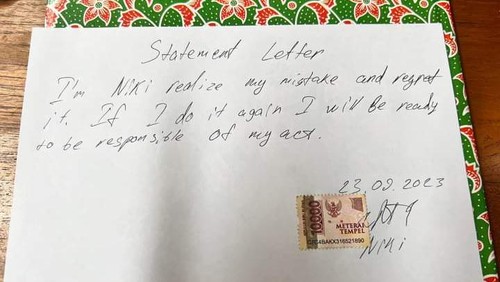 Statement Letter
I'm Niki realize my mistake and regret
it. If I do it again I will be ready
to be responsible of my act.
23.09.2023
10000
METERAI
TEMPEL
Niki